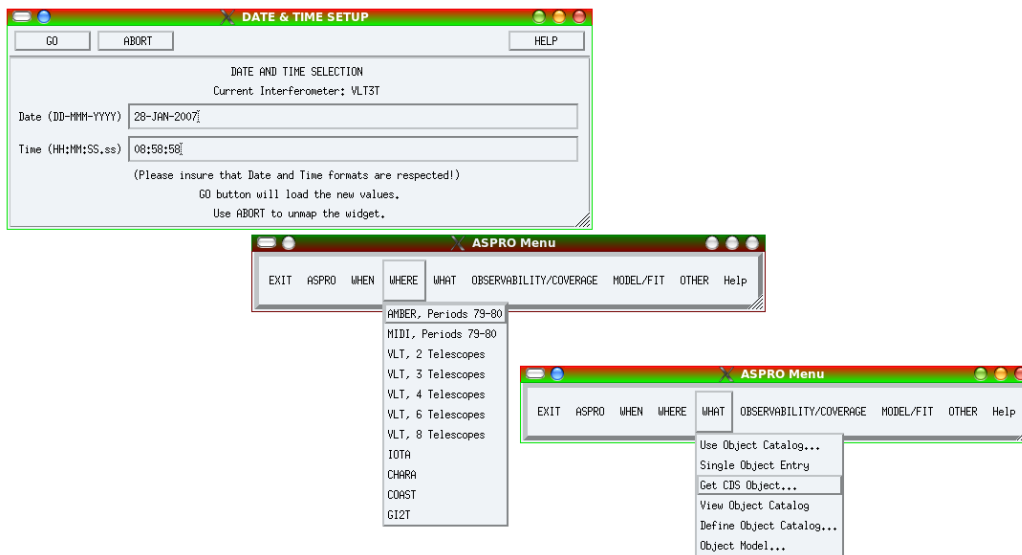 DATE & TIME SETUP
GO ABORT HELP
DATE AND TIME SELECTION
Current Interferometer: VLT3T
Date (DD-MMM-YYYY) 28-JAN-2007
Time (HH:MM:SS.ss) 08:58:58
(Please insure that Date and Time formats are respected!)
GO button will load the new values.
Use ABORT to unmap the widget.
ASPRO Menu
EXIT ASPRO WHEN WHERE WHAT OBSERVABILITY/COVERAGE MODEL/FIT OTHER Help
AMBER, Periods 79-80
MIDI, Periods 79-80
VLT, 2 Telescopes
VLT, 3 Telescopes
VLT, 4 Telescopes
VLT, 6 Telescopes
VLT, 8 Telescopes
IOTA
CHARA
COAST
GI2T
ASPRO Menu
EXIT ASPRO WHEN WHERE WHAT OBSERVABILITY/COVERAGE MODEL/FIT OTHER Help
Use Object Catalog...
Single Object Entry
Get CDS Object...
View Object Catalog
Define Object Catalog...
Object Model...